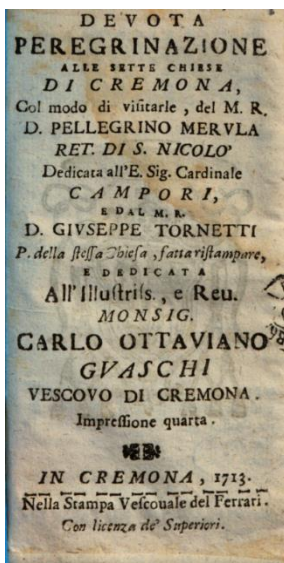 DEVOTA
PEREGRINAZIONE
ALLE SETTE CHIESE
DI CREMONA,
Col modo di visitarle, del M. R.
D. PELLEGRINO MERVLA
RET. DI S. NICOLO'
Dedicata all'E. Sig. Cardinale
CAMPORI,
E DAL M. R.
D. GIVSEPPE TORNETTI
P. della stessa Chiesa, fatta ristampare,
E DEDICATA
All'Illustriss., e Reu.
MONSIG.
CARLO OTTAVIANO
GVASCHI
VESCOVO DI CREMONA.
Impressione quarta.
IN CREMONA, 1713.
Nella Stampa Vescouale del Ferrari.
Con licenza de' Superiori.